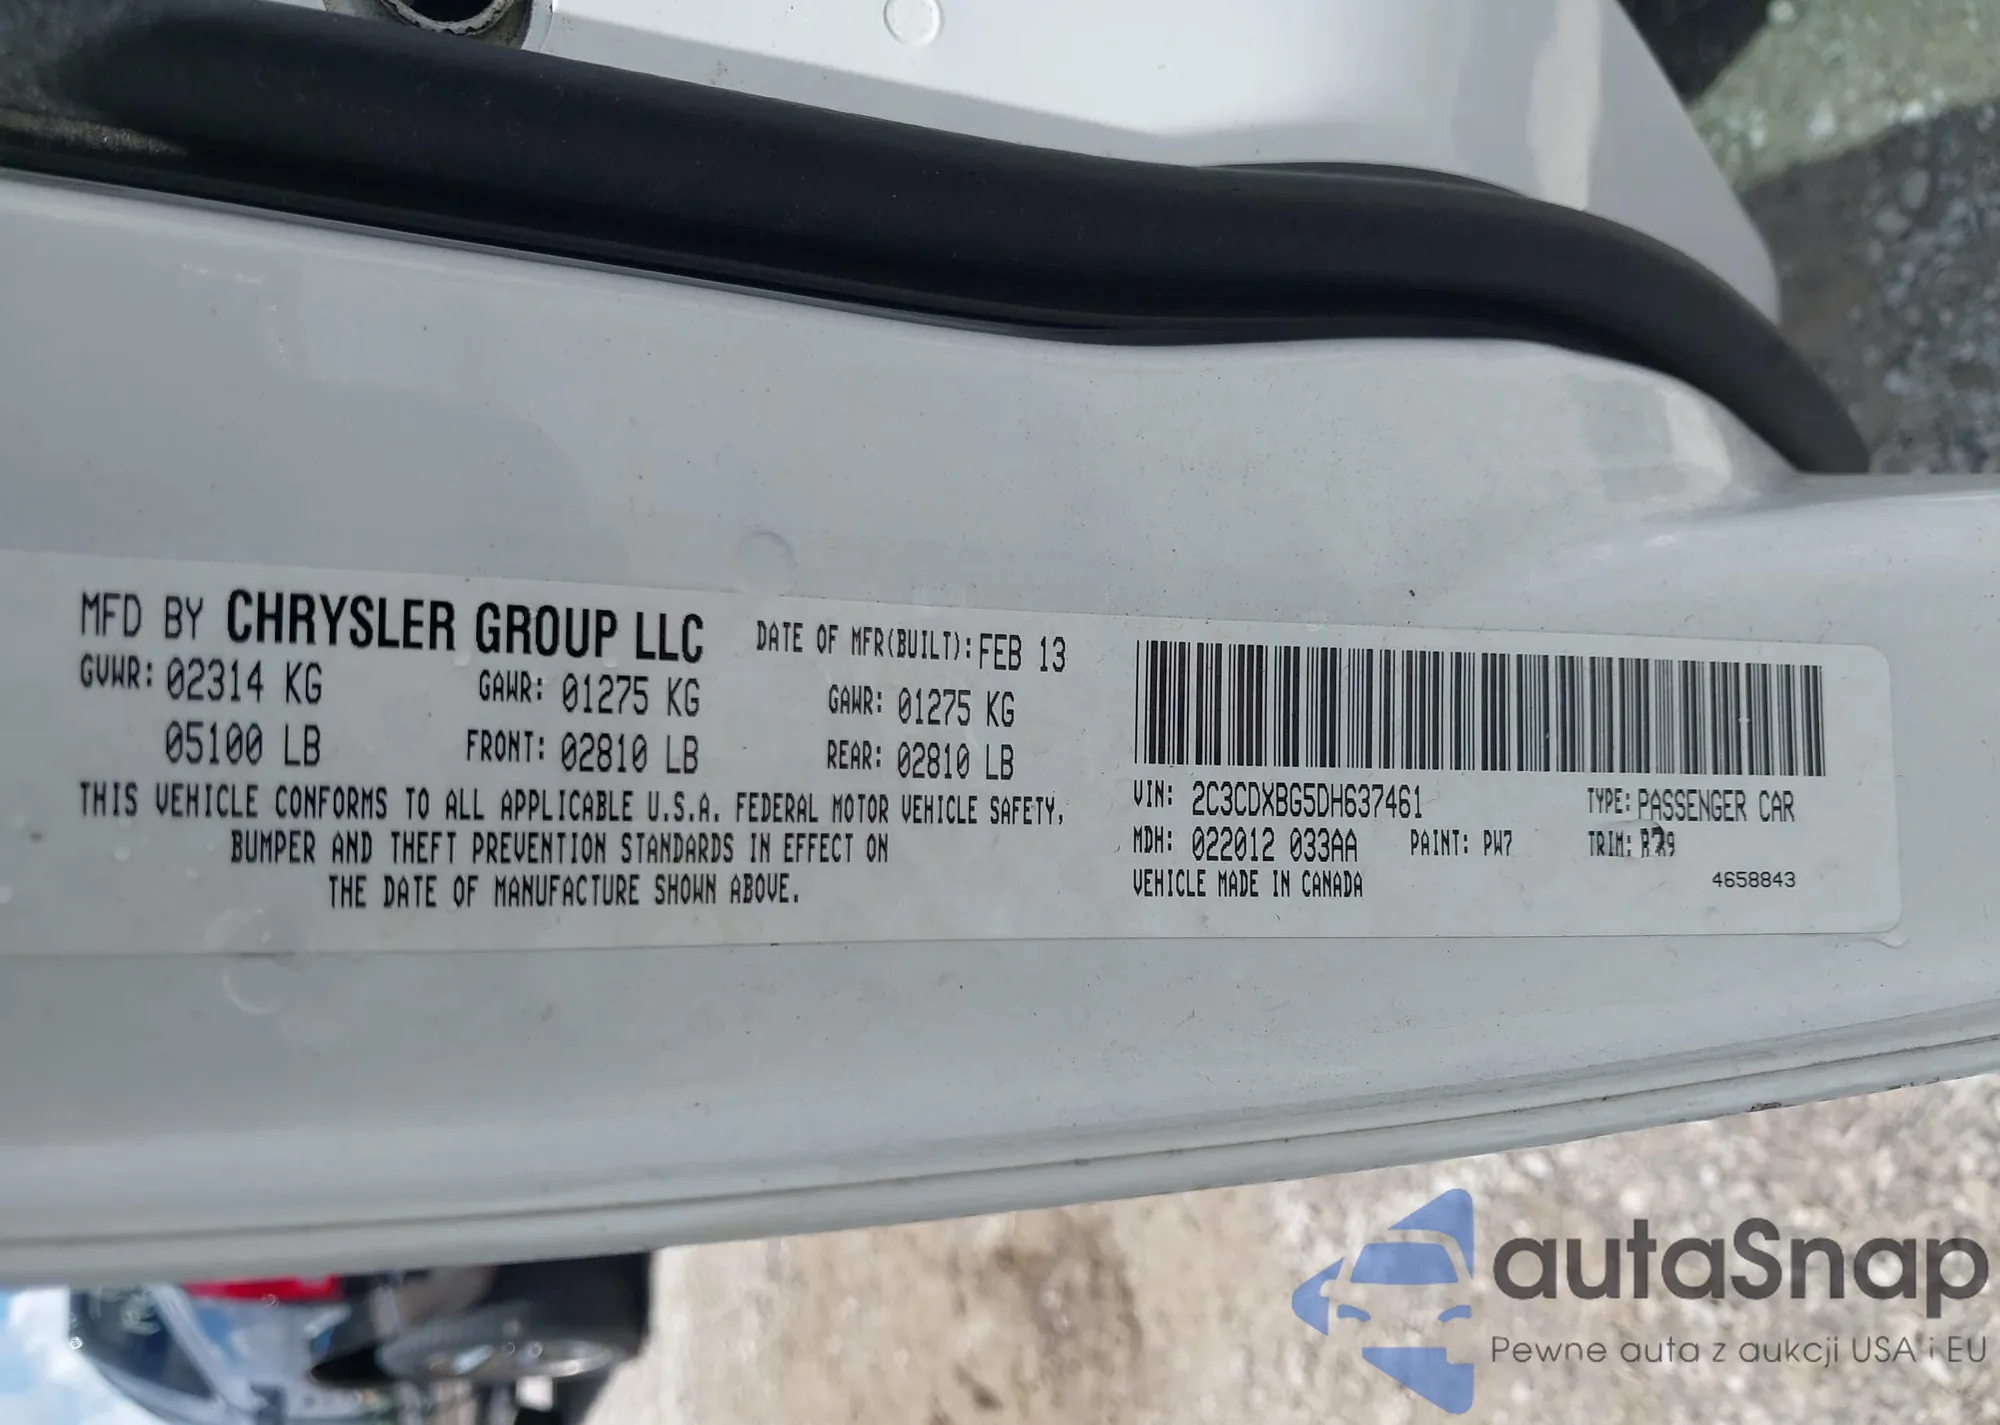 MFD BY CHRYSLER GROUP LLC DATE OF MFR(BUILT): FEB 13
GVWR: 02314 KG GAWR: 01275 KG GAWR: 01275 KG
05100 LB FRONT: 02810 LB REAR: 02810 LB
THIS VEHICLE CONFORMS TO ALL APPLICABLE U.S.A. FEDERAL MOTOR VEHICLE SAFETY,
BUMPER AND THEFT PREVENTION STANDARDS IN EFFECT ON
THE DATE OF MANUFACTURE SHOWN ABOVE.
VIN: 2C3CDXBG5DH637461 TYPE: PASSENGER CAR
MDH: 022012 033AA PAINT: PW7 TRIM:
VEHICLE MADE IN CANADA 4658843
autaSnap
Pewne auta z aukcji USA i EU